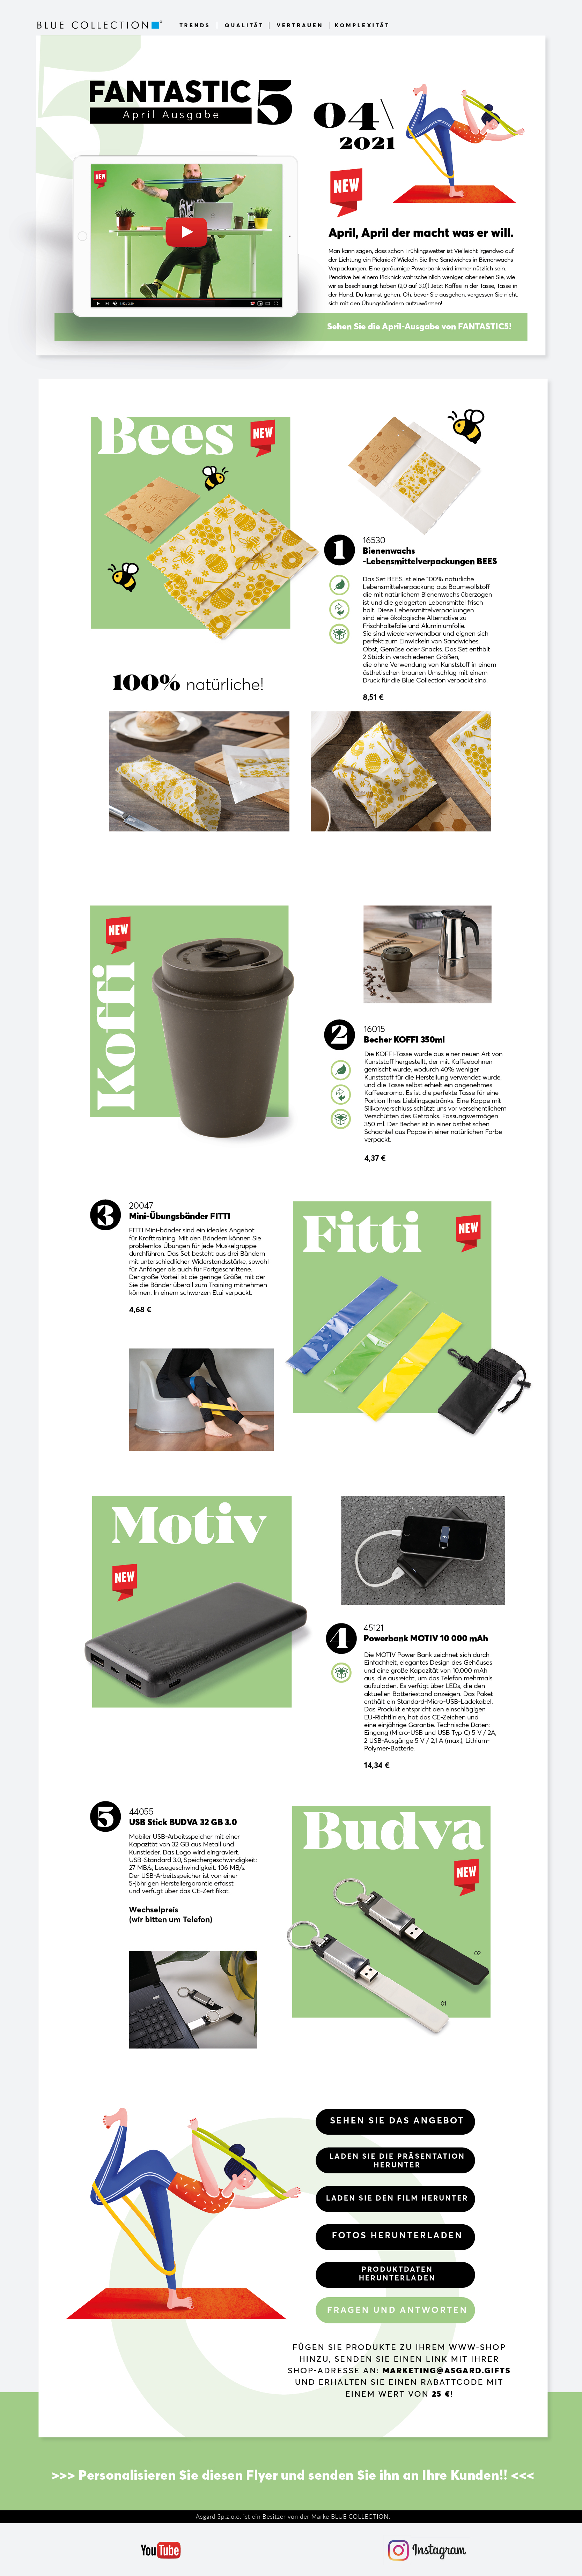 BLUE COLLECTION
TRENDS | QUALITÄT | VERTRAUEN | KOMPLEXITÄT
FANTASTIC 5
April Ausgabe
04\
2021
NEW
NEW
April, April der macht was er will.
Man kann sagen, dass schon Frühlingswetter ist Vielleicht irgendwo auf
der Lichtung ein Picknick? Wickeln Sie Ihre Sandwiches in Bienenwachs
Verpackungen. Eine geräumige Powerbank wird immer nützlich sein.
Pendrive bei einem Picknick wahrscheinlich weniger, aber sehen Sie, wie
wir es beschleunigt haben (2,0 auf 3,0)! Jetzt Kaffee in der Tasse, Tasse in
der Hand. Du kannst gehen. Oh, bevor Sie ausgehen, vergessen Sie nicht,
sich mit den Übungsbändern aufzuwärmen!
Sehen Sie die April-Ausgabe von FANTASTIC5!
Bees
NEW
1
16530
Bienenwachs
-Lebensmittelverpackungen BEES
Das Set BEES ist eine 100% natürliche
Lebensmittelverpackung aus Baumwollstoff
die mit natürlichem Bienenwachs überzogen
ist und die gelagerten Lebensmittel frisch
hält. Diese Lebensmittelverpackungen
sind eine ökologische Alternative zu
Frischhaltefolie und Aluminiumfolie.
Sie sind wiederverwendbar und eignen sich
perfekt zum Einwickeln von Sandwiches,
Obst, Gemüse oder Snacks. Das Set enthält
2 Stück in verschiedenen Größen,
die ohne Verwendung von Kunststoff in einem
ästhetischen braunen Umschlag mit einem
Druck für die Blue Collection verpackt sind.
8,51 €
100% natürliche!
Koffi
NEW
2
16015
Becher KOFFI 350ml
Die KOFFI-Tasse wurde aus einer neuen Art von
Kunststoff hergestellt, der mit Kaffeebohnen
gemischt wurde, wodurch 40% weniger
Kunststoff für die Herstellung verwendet wurde,
und die Tasse selbst erhielt ein angenehmes
Kaffeearoma. Es ist die perfekte Tasse für eine
Portion Ihres Lieblingsgetränks. Eine Kappe mit
Silikonverschluss schützt uns vor versehentlichem
Verschütten des Getränks. Fassungsvermögen
350 ml. Der Becher ist in einer ästhetischen
Schachtel aus Pappe in einer natürlichen Farbe
verpackt.
4,37 €
3
20047
Mini-Übungsbänder FITTI
FITTI Mini-bänder sind ein ideales Angebot
für Krafttraining. Mit den Bändern können Sie
problemlos Übungen für jede Muskelgruppe
durchführen. Das Set besteht aus drei Bändern
mit unterschiedlicher Widerstandsstärke, sowohl
für Anfänger als auch für Fortgeschrittene.
Der große Vorteil ist die geringe Größe, mit der
Sie die Bänder überall zum Training mitnehmen
können. In einem schwarzen Etui verpackt.
4,68 €
Fitti
NEW
Motiv
NEW
4
45121
Powerbank MOTIV 10 000 mAh
Die MOTIV Power Bank zeichnet sich durch
Einfachheit, elegantes Design des Gehäuses
und eine große Kapazität von 10.000 mAh
aus, die ausreicht, um das Telefon mehrmals
aufzuladen. Es verfügt über LEDs, die den
aktuellen Batteriestand anzeigen. Das Paket
enthält ein Standard-Micro-USB-Ladekabel.
Das Produkt entspricht den einschlägigen
EU-Richtlinien, hat das CE-Zeichen und
eine einjährige Garantie. Technische Daten:
Eingang (Micro-USB und USB Typ C) 5 V / 2A,
2 USB-Ausgänge 5 V / 2,1 A (max.), Lithium-
Polymer-Batterie.
14,34 €
5
44055
USB Stick BUDVA 32 GB 3.0
Mobiler USB-Arbeitsspeicher mit einer
Kapazität von 32 GB aus Metall und
Kunstleder. Das Logo wird engraviert.
USB-Standard 3.0, Speichergeschwindigkeit:
27 MB/s; Lesegeschwindigkeit: 106 MB/s.
Der USB-Arbeitsspeicher ist von einer
5-jährigen Herstellergarantie erfasst
und verfügt über das CE-Zertifikat.
Wechselpreis
(wir bitten um Telefon)
Budva
NEW
02
01
SEHEN SIE DAS ANGEBOT
LADEN SIE DIE PRÄSENTATION
HERUNTER
LADEN SIE DEN FILM HERUNTER
FOTOS HERUNTERLADEN
PRODUKTDATEN
HERUNTERLADEN
FRAGEN UND ANTWORTEN
FÜGEN SIE PRODUKTE ZU IHREM WWW-SHOP
HINZU, SENDEN SIE EINEN LINK MIT IHRER
SHOP-ADRESSE AN: MARKETING@ASGARD.GIFTS
UND ERHALTEN SIE EINEN RABATTCODE MIT
EINEM WERT VON 25 €!
>>> Personalisieren Sie diesen Flyer und senden Sie ihn an Ihre Kunden!! <<<
Asgard Sp.z.o.o. ist ein Besitzer von der Marke BLUE COLLECTION.
YouTube
Instagram